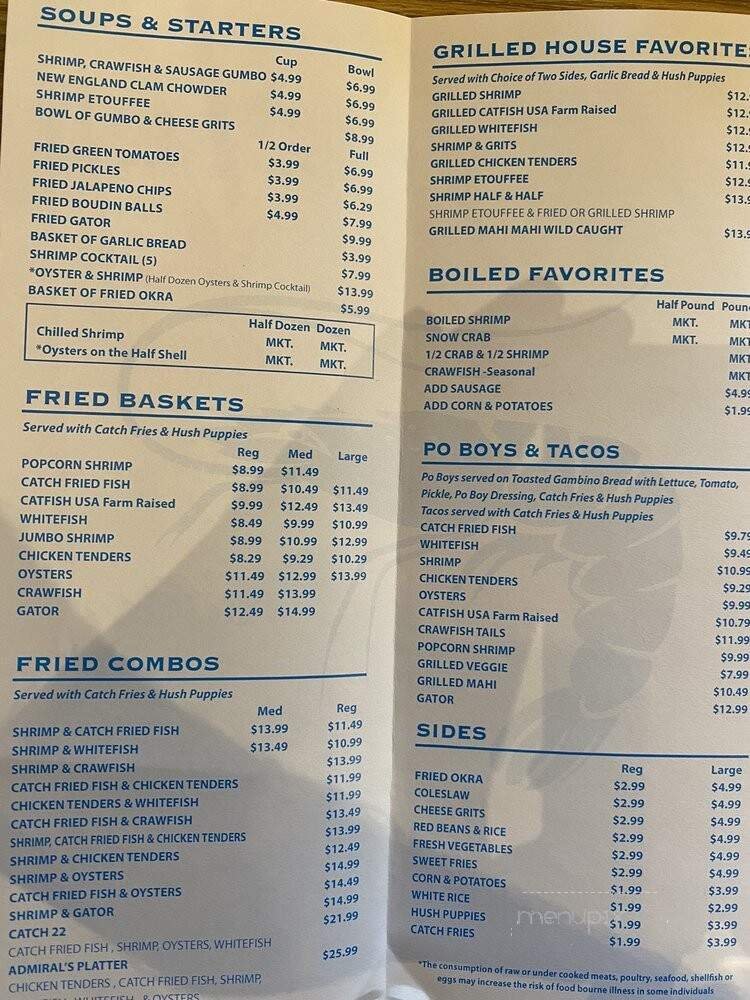 SOUPS & STARTERS
Cup Bowl
SHRIMP, CRAWFISH & SAUSAGE GUMBO $4.99 $6.99
NEW ENGLAND CLAM CHOWDER $4.99 $6.99
SHRIMP ETOUFFEE $4.99 $6.99
BOWL OF GUMBO & CHEESE GRITS $8.99
1/2 Order Full
FRIED GREEN TOMATOES $3.99 $6.99
FRIED PICKLES $3.99 $6.99
FRIED JALAPENO CHIPS $3.99 $6.29
FRIED BOUDIN BALLS $4.99 $7.99
FRIED GATOR $9.99
BASKET OF GARLIC BREAD $3.99
SHRIMP COCKTAIL (5) $7.99
*OYSTER & SHRIMP (Half Dozen Oysters & Shrimp Cocktail) $13.99
BASKET OF FRIED OKRA $5.99
Half Dozen Dozen
Chilled Shrimp MKT. MKT.
*Oysters on the Half Shell MKT. MKT.
FRIED BASKETS
Served with Catch Fries & Hush Puppies
Reg Med Large
POPCORN SHRIMP $8.99 $11.49
CATCH FRIED FISH $8.99 $10.49 $11.49
CATFISH USA Farm Raised $9.99 $12.49 $13.49
WHITEFISH $8.49 $9.99 $10.99
JUMBO SHRIMP $8.99 $10.99 $12.99
CHICKEN TENDERS $8.29 $9.29 $10.29
OYSTERS $11.49 $12.99 $13.99
CRAWFISH $11.49 $13.99
GATOR $12.49 $14.99
FRIED COMBOS
Served with Catch Fries & Hush Puppies
Med Reg
SHRIMP & CATCH FRIED FISH $13.99 $11.49
SHRIMP & WHITEFISH $13.49 $10.99
SHRIMP & CRAWFISH $13.99
CATCH FRIED FISH & CHICKEN TENDERS $11.99
CHICKEN TENDERS & WHITEFISH $11.99
CATCH FRIED FISH & CRAWFISH $13.49
SHRIMP, CATCH FRIED FISH & CHICKEN TENDERS $13.99
SHRIMP & CHICKEN TENDERS $12.49
SHRIMP & OYSTERS $14.99
CATCH FRIED FISH & OYSTERS $14.49
SHRIMP & GATOR $14.99
CATCH 22 $21.99
CATCH FRIED FISH , SHRIMP, OYSTERS, WHITEFISH
ADMIRAL'S PLATTER $25.99
CHICKEN TENDERS , CATCH FRIED FISH, SHRIMP,
WHITEFISH , & OYSTERS
GRILLED HOUSE FAVORITE
Served with Choice of Two Sides, Garlic Bread & Hush Puppies
GRILLED SHRIMP $12.
GRILLED CATFISH USA Farm Raised $12.
GRILLED WHITEFISH $12.
SHRIMP & GRITS $12.
GRILLED CHICKEN TENDERS $11.
SHRIMP ETOUFFEE $12.
SHRIMP HALF & HALF $13.9
SHRIMP ETOUFFEE & FRIED OR GRILLED SHRIMP
GRILLED MAHI MAHI WILD CAUGHT $13.9
BOILED FAVORITES
Half Pound Poun
BOILED SHRIMP MKT. MKT
SNOW CRAB MKT. MKT
1/2 CRAB & 1/2 SHRIMP MKT
CRAWFISH -Seasonal MKT
ADD SAUSAGE $4.99
ADD CORN & POTATOES $1.99
PO BOYS & TACOS
Po Boys served on Toasted Gambino Bread with Lettuce, Tomato,
Pickle, Po Boy Dressing, Catch Fries & Hush Puppies
Tacos served with Catch Fries & Hush Puppies
CATCH FRIED FISH $9.79
WHITEFISH $9.49
SHRIMP $10.99
CHICKEN TENDERS $9.29
OYSTERS $9.99
CATFISH USA Farm Raised $10.79
CRAWFISH TAILS $11.99
POPCORN SHRIMP $9.99
GRILLED VEGGIE $7.99
GRILLED MAHI $10.49
GATOR $12.99
SIDES
Reg Large
FRIED OKRA $2.99 $4.99
COLESLAW $2.99 $4.99
CHEESE GRITS $2.99 $4.99
RED BEANS & RICE $2.99 $4.99
FRESH VEGETABLES $2.99 $4.99
SWEET FRIES $2.99 $4.99
CORN & POTATOES $1.99 $3.99
WHITE RICE $1.99 $2.99
HUSH PUPPIES $1.99 $3.99
CATCH FRIES $1.99 $3.99
*The consumption of raw or under cooked meats, poultry, seafood, shellfish or
eggs may increase the risk of food bourne illness in some individuals